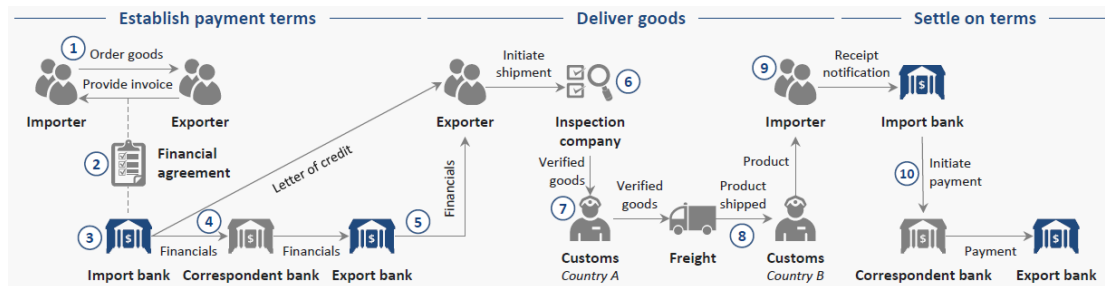 Establish payment terms
Deliver goods
Settle on terms
1
Order goods
Provide invoice
Importer
Exporter
2
Financial
agreement
3
Import bank
4
Financials
Correspondent bank
Financials
Export bank
Letter of credit
5
Financials
Exporter
Initiate
shipment
6
Inspection
company
Verified
goods
7
Customs
Country A
Verified
goods
Freight
Product
shipped
8
Customs
Country B
Product
9
Importer
Receipt
notification
Import bank
10
Initiate
payment
Correspondent bank
Payment
Export bank
$
$
$
$
$
$